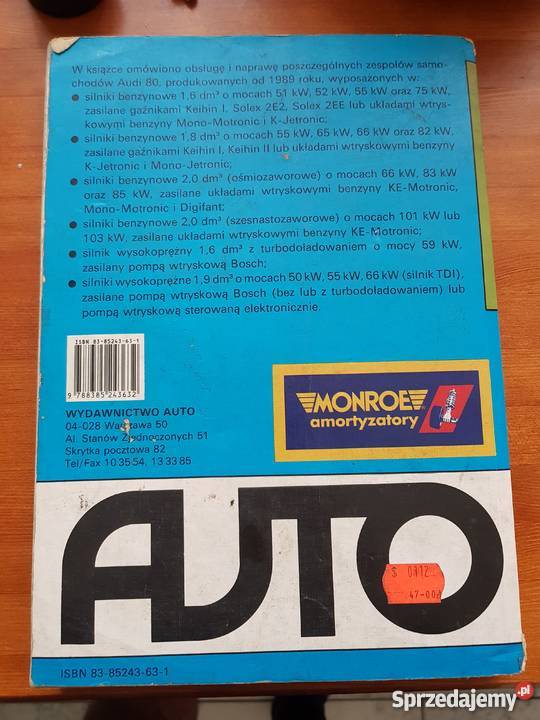 W książce omówiono obsługę i naprawę poszczególnych zespołów samo-
chodów Audi 80, produkowanych od 1989 roku, wyposażonych w:
● silniki benzynowe 1,6 dm³ o mocach 51 kW, 52 kW, 55 kW oraz 75 kW,
zasilane gaźnikami Keihin I, Solex 2E2, Solex 2EE lub układami wtrys-
kowymi benzyny Mono-Motronic i K-Jetronic;
● silniki benzynowe 1,8 dm³ o mocach 55 kW, 65 kW, 66 kW oraz 82 kW,
zasilane gaźnikami Keihin I, Keihin II lub układami wtryskowymi benzyny
K-Jetronic i Mono-Jetronic;
● silniki benzynowe 2,0 dm³ (ośmiozaworowe) o mocach 66 kW, 83 kW
oraz 85 kW, zasilane układami wtryskowymi benzyny KE-Motronic,
Mono-Motronic i Digifant;
● silniki benzynowe 2,0 dm³ (szesnastozaworowe) o mocach 101 kW lub
103 kW, zasilane układami wtryskowymi benzyny KE-Motronic;
● silnik wysokoprężny 1,6 dm³ z turbodoładowaniem o mocy 59 kW,
zasilany pompą wtryskową Bosch;
● silniki wysokoprężne 1,9 dm³ o mocach 50 kW, 55 kW, 66 kW (silnik TDI),
zasilane pompą wtryskową Bosch (bez lub z turbodoładowaniem) lub
pompą wtryskową sterowaną elektronicznie.
ISBN 83-85243-63-1
9 788385 243632
WYDAWNICTWO AUTO
04-028 Warszawa 50
Al. Stanów Zjednoczonych 51
Skrytka pocztowa 82
Tel/Fax 10 35 54, 13 33 85
MONROE
amortyzatory
AUTO
$ 0112
47-00
ISBN 83-85243-63-1
Sprzedajemy.pl